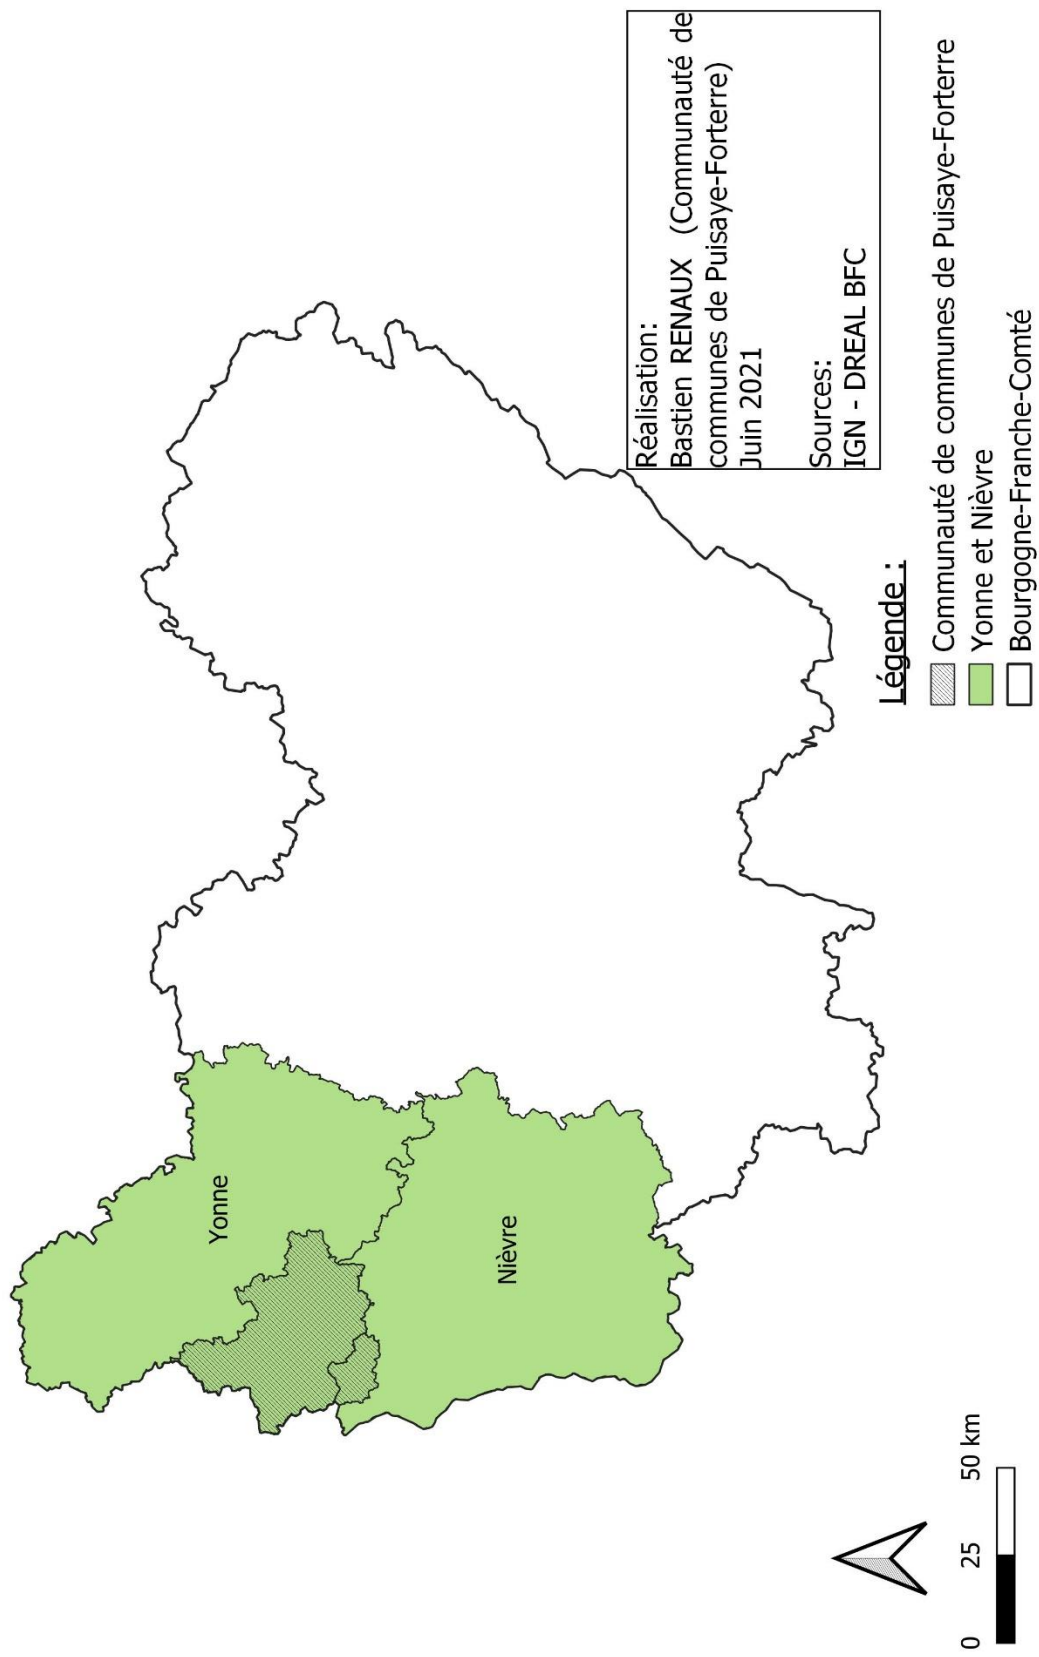 Yonne
Nièvre
Réalisation:
Bastien RENAUX (Communauté de
communes de Puisaye-Forterre)
Juin 2021
Sources:
IGN - DREAL BFC
Légende :
Communauté de communes de Puisaye-Forterre
Yonne et Nièvre
Bourgogne-Franche-Comté
0 25 50 km